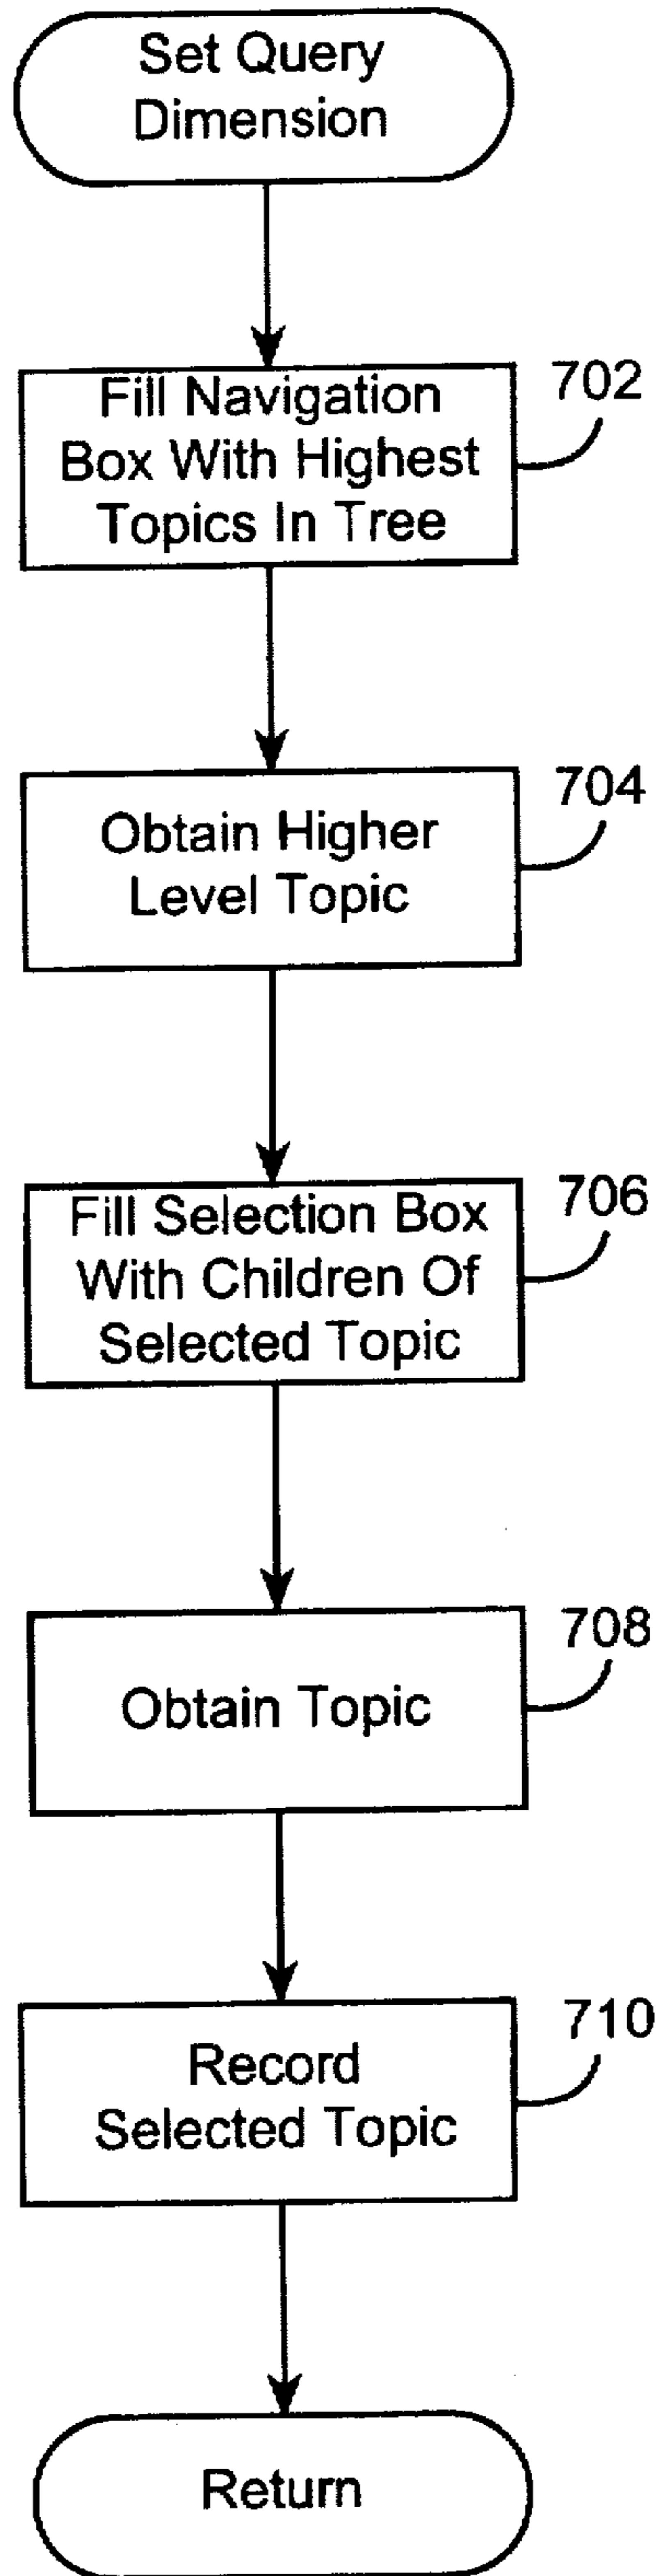 Set Query
Dimension
Fill Navigation
Box With Highest
Topics In Tree
702
Obtain Higher
Level Topic
704
Fill Selection Box
With Children Of
Selected Topic
706
Obtain Topic
708
Record
Selected Topic
710
Return